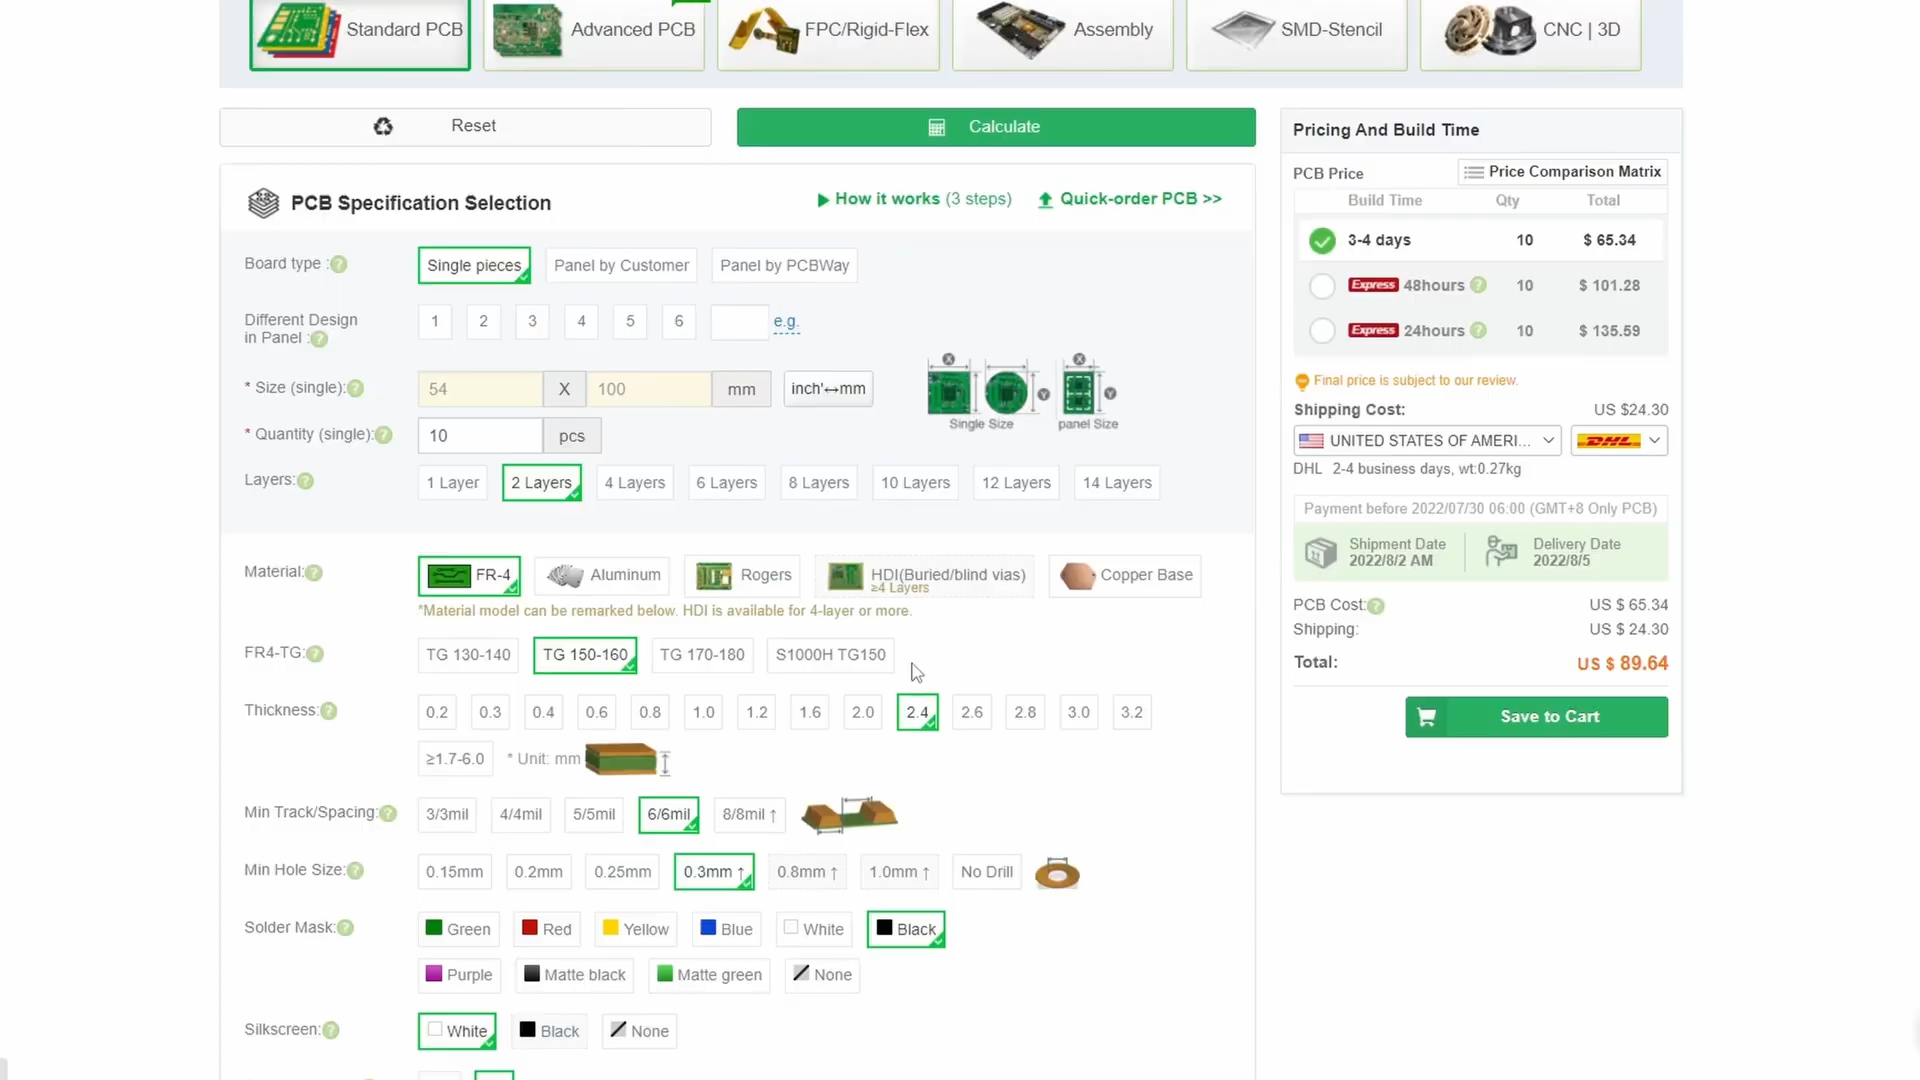 Standard PCB
Advanced PCB
FPC/Rigid-Flex
Assembly
SMD-Stencil
CNC | 3D
Reset
Calculate
PCB Specification Selection
How it works (3 steps)
Quick-order PCB >>
Board type :?
Single pieces
Panel by Customer
Panel by PCBWay
Different Design
in Panel :?
1
2
3
4
5
6
e.g.
* Size (single):?
54
X
100
mm
inch'↔mm
X
Y
X
Y
Single Size
panel Size
* Quantity (single):?
10
pcs
Layers:?
1 Layer
2 Layers
4 Layers
6 Layers
8 Layers
10 Layers
12 Layers
14 Layers
Material:?
FR-4
Aluminum
Rogers
HDI(Buried/blind vias)
≥4 Layers
Copper Base
*Material model can be remarked below. HDI is available for 4-layer or more.
FR4-TG:?
TG 130-140
TG 150-160
TG 170-180
S1000H TG150
Thickness:?
0.2
0.3
0.4
0.6
0.8
1.0
1.2
1.6
2.0
2.4
2.6
2.8
3.0
3.2
≥1.7-6.0
* Unit: mm
Min Track/Spacing:?
3/3mil
4/4mil
5/5mil
6/6mil
8/8mil ↑
Min Hole Size:?
0.15mm
0.2mm
0.25mm
0.3mm ↑
0.8mm ↑
1.0mm ↑
No Drill
Solder Mask:?
Green
Red
Yellow
Blue
White
Black
Purple
Matte black
Matte green
None
Silkscreen:?
White
Black
None
Pricing And Build Time
PCB Price
Price Comparison Matrix
Build Time Qty Total
3-4 days 10 $ 65.34
Express 48hours ? 10 $ 101.28
Express 24hours ? 10 $ 135.59
Final price is subject to our review.
Shipping Cost: US $24.30
UNITED STATES OF AMERI...
DHL
DHL 2-4 business days, wt:0.27kg
Payment before 2022/07/30 06:00 (GMT+8 Only PCB)
Shipment Date
2022/8/2 AM
Delivery Date
2022/8/5
PCB Cost:? US $ 65.34
Shipping: US $ 24.30
Total: US $ 89.64
Save to Cart